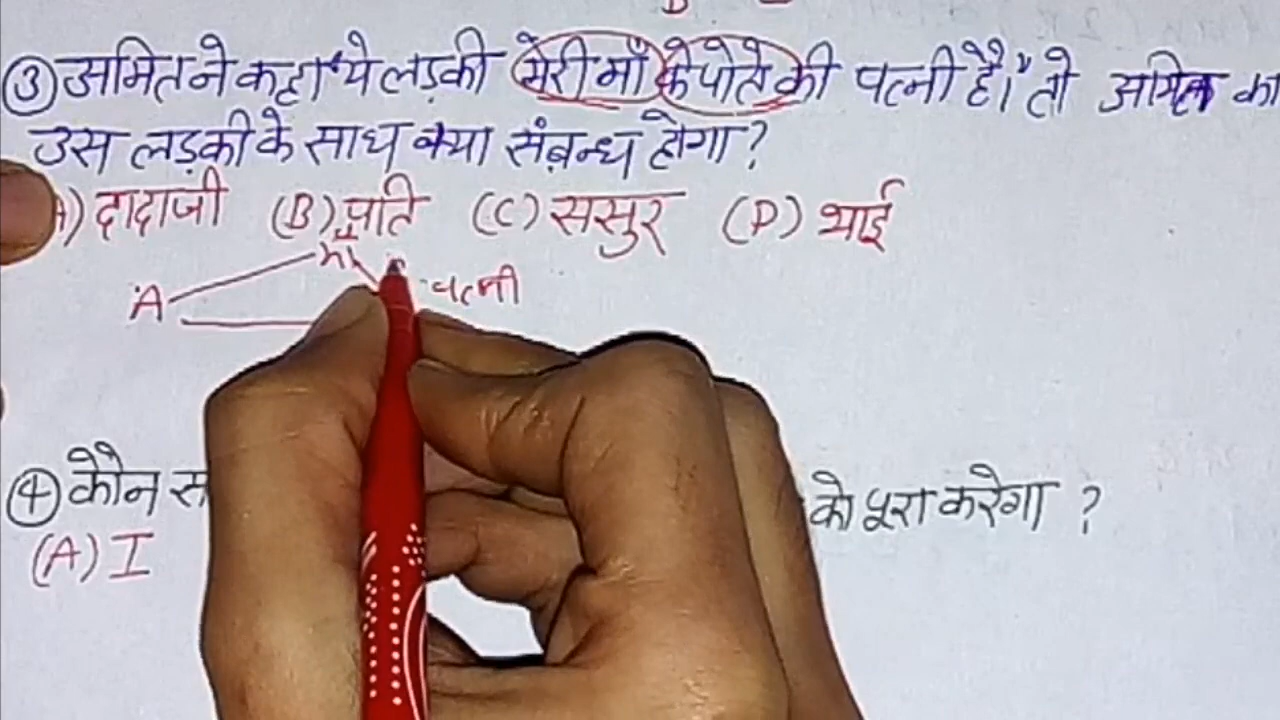 ③ अमित ने कहा "ये लड़की मेरी माँ के पोते की पत्नी है।" तो अमित का
उस लड़की के साथ क्या संबन्ध होगा?
A) दादाजी (B) पति (C) ससुर (D) भाई
A
पत्नी
④ कौन स को पूरा करेगा ?
(A) I